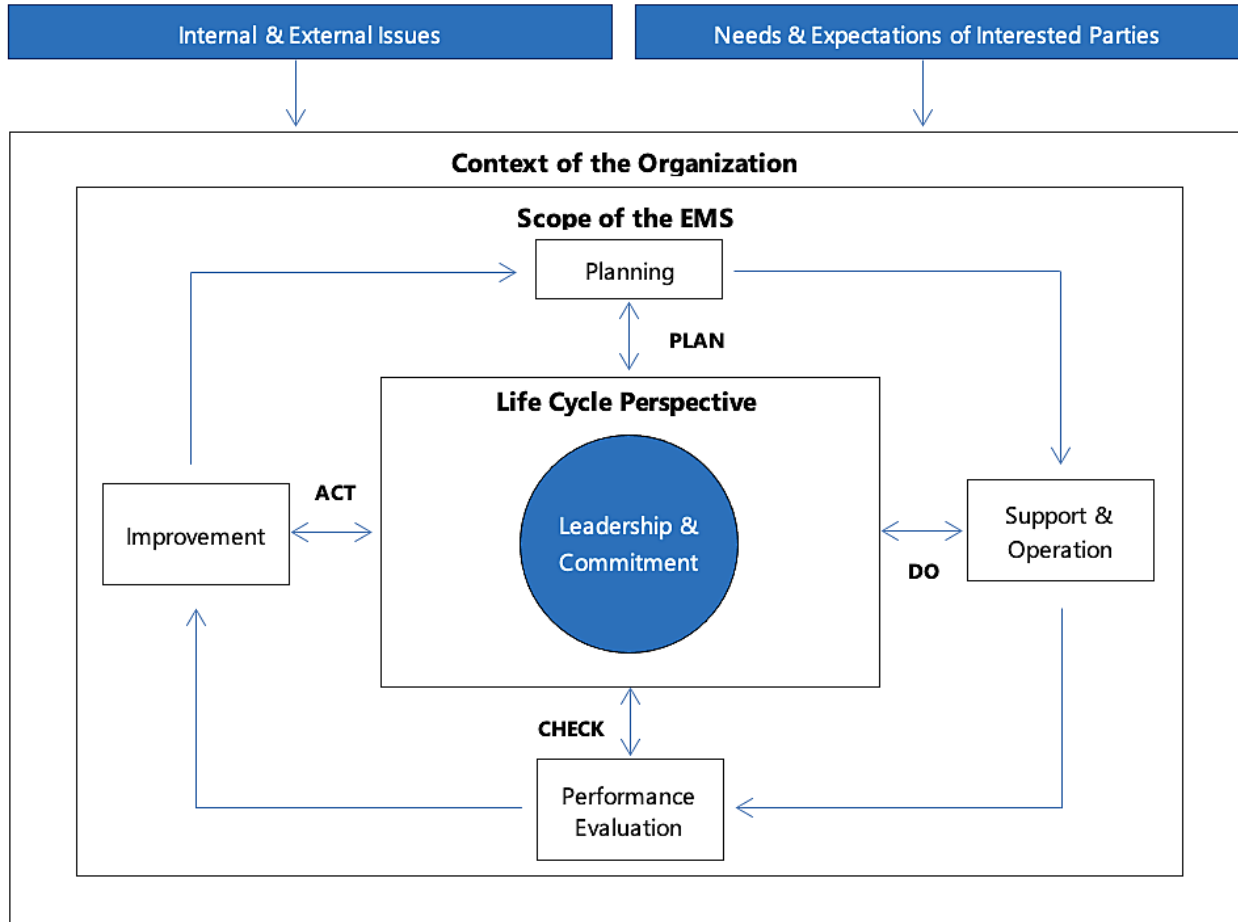 Internal & External Issues
Needs & Expectations of Interested Parties
Context of the Organization
Scope of the EMS
Planning
PLAN
Life Cycle Perspective
ACT
Improvement
Leadership &
Commitment
Support &
Operation
DO
CHECK
Performance
Evaluation